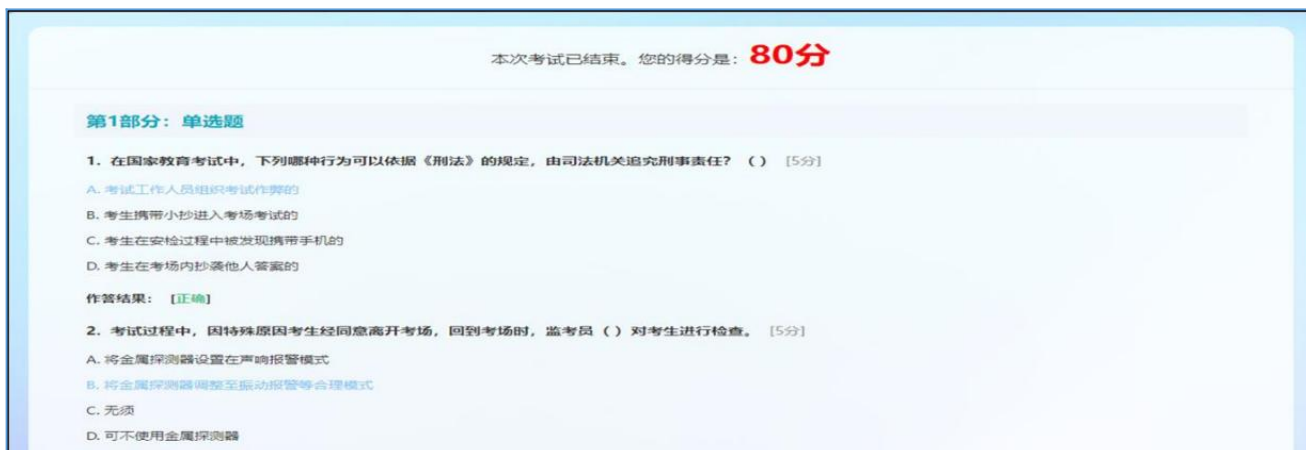 本次考试已结束。您的得分是：80分
第1部分：单选题
1. 在国家教育考试中，下列哪种行为可以依据《刑法》的规定，由司法机关追究刑事责任？（ ） [5分]
A. 考试工作人员组织考试作弊的
B. 考生携带小抄进入考场考试的
C. 考生在安检过程中被发现携带手机的
D. 考生在考场内抄袭他人答案的
作答结果： [正确]
2. 考试过程中，因特殊原因考生经同意离开考场，回到考场时，监考员（ ）对考生进行检查。 [5分]
A. 将金属探测器设置在声响报警模式
B. 将金属探测器调整至振动报警等合理模式
C. 无须
D. 可不使用金属探测器